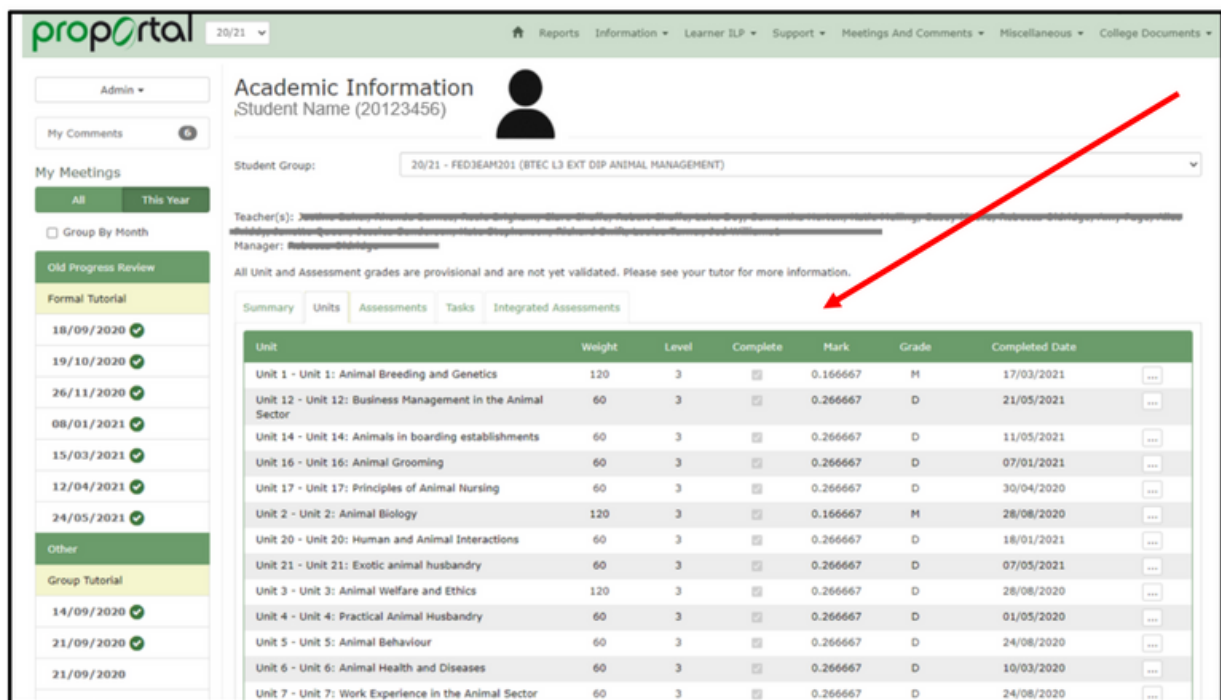 proportal
20/21
Reports Information Learner ILP Support Meetings And Comments Miscellaneous College Documents
Admin
My Comments 6
My Meetings
All This Year
Group By Month
Old Progress Review
Formal Tutorial
18/09/2020
19/10/2020
26/11/2020
08/01/2021
15/03/2021
12/04/2021
24/05/2021
Other
Group Tutorial
14/09/2020
21/09/2020
21/09/2020
Academic Information
Student Name (20123456)
Student Group: 20/21 - FED3EAM201 (BTEC L3 EXT DIP ANIMAL MANAGEMENT)
Teacher(s):
Manager:
All Unit and Assessment grades are provisional and are not yet validated. Please see your tutor for more information.
Summary Units Assessments Tasks Integrated Assessments
Unit Weight Level Complete Mark Grade Completed Date
Unit 1 - Unit 1: Animal Breeding and Genetics 120 3 0.166667 M 17/03/2021 ...
Unit 12 - Unit 12: Business Management in the Animal 60 3 0.266667 D 21/05/2021 ...
Sector
Unit 14 - Unit 14: Animals in boarding establishments 60 3 0.266667 D 11/05/2021 ...
Unit 16 - Unit 16: Animal Grooming 60 3 0.266667 D 07/01/2021 ...
Unit 17 - Unit 17: Principles of Animal Nursing 60 3 0.266667 D 30/04/2020 ...
Unit 2 - Unit 2: Animal Biology 120 3 0.166667 M 28/08/2020 ...
Unit 20 - Unit 20: Human and Animal Interactions 60 3 0.266667 D 18/01/2021 ...
Unit 21 - Unit 21: Exotic animal husbandry 60 3 0.266667 D 07/05/2021 ...
Unit 3 - Unit 3: Animal Welfare and Ethics 120 3 0.266667 D 28/08/2020 ...
Unit 4 - Unit 4: Practical Animal Husbandry 60 3 0.266667 D 01/05/2020 ...
Unit 5 - Unit 5: Animal Behaviour 60 3 0.266667 D 24/08/2020 ...
Unit 6 - Unit 6: Animal Health and Diseases 60 3 0.266667 D 10/03/2020 ...
Unit 7 - Unit 7: Work Experience in the Animal Sector 60 3 0.266667 D 24/08/2020 ...